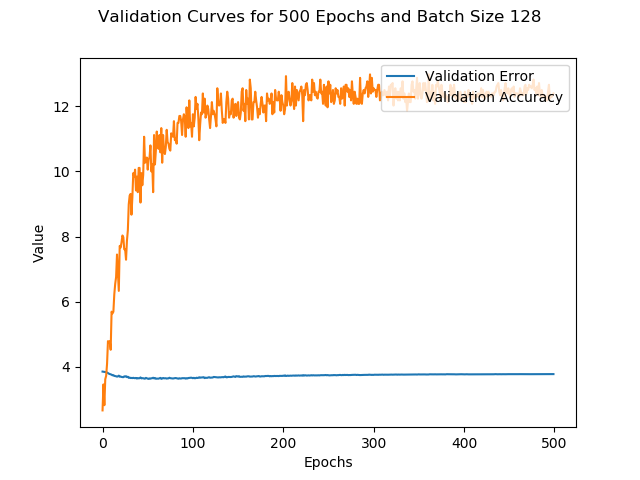 Validation Curves for 500 Epochs and Batch Size 128
Validation Error
Validation Accuracy
12
10
8
6
4
Value
0 100 200 300 400 500
Epochs